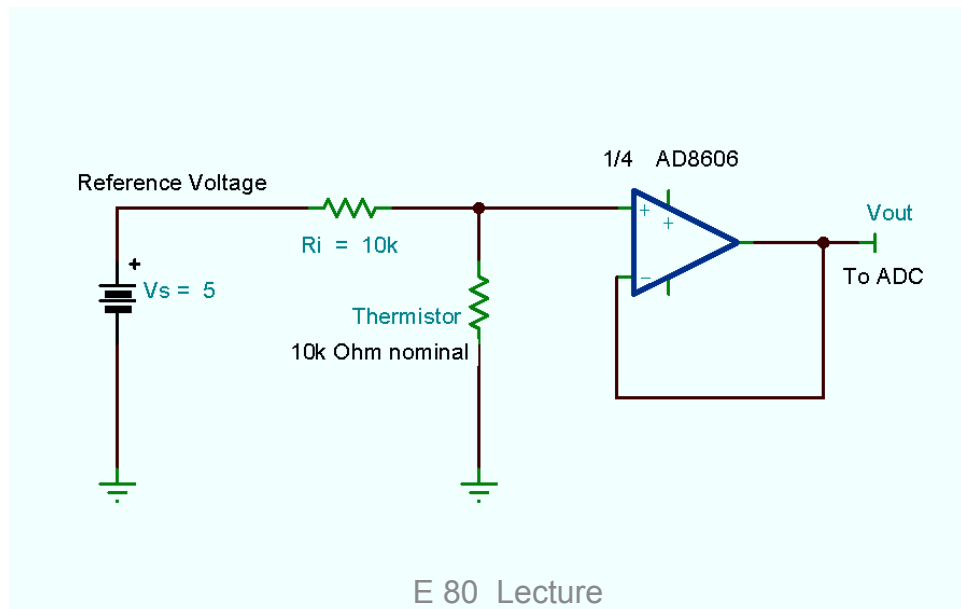 1/4 AD8606
Reference Voltage
Vout
+
+
Ri = 10k
+
-
Vs = 5
To ADC
Thermistor
10k Ohm nominal
E 80 Lecture